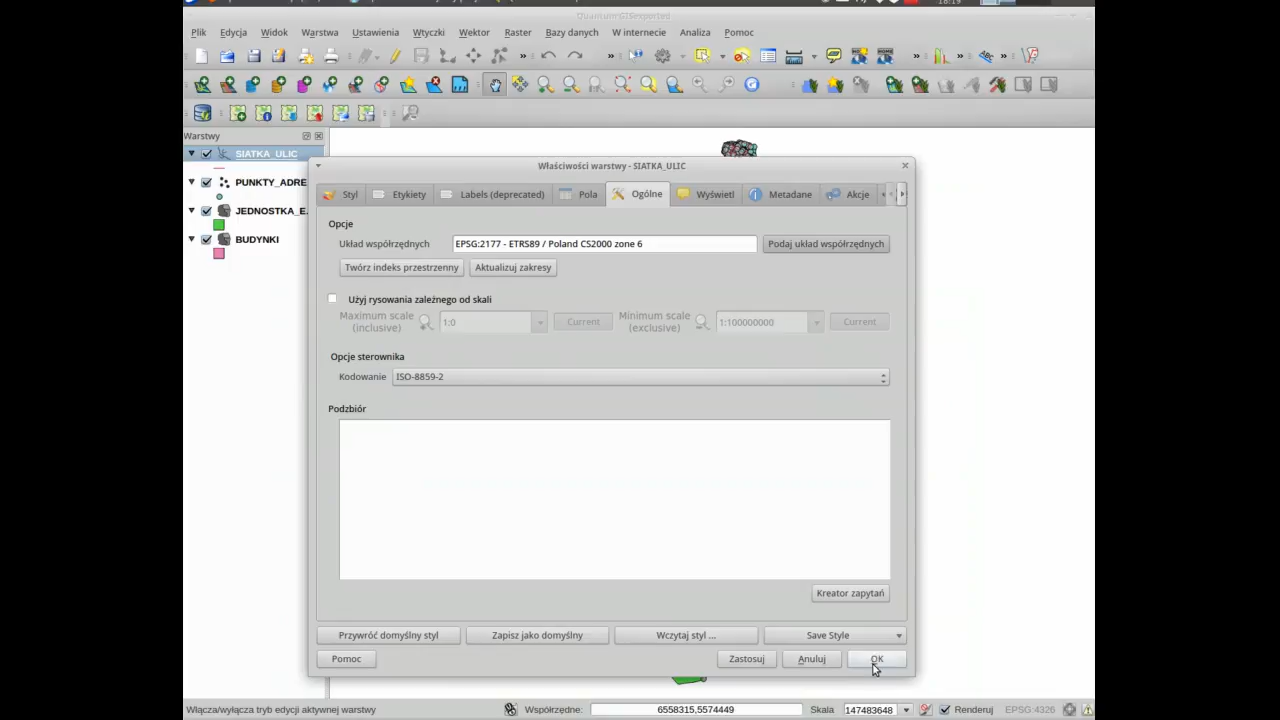 18:19
Quantum GISexported
Plik Edycja Widok Warstwa Ustawienia Wtyczki Wektor Raster Bazy danych W internecie Analiza Pomoc
Warstwy
SIATKA_ULIC
PUNKTY_ADRE
JEDNOSTKA_E.
BUDYNKI
Właściwości warstwy - SIATKA_ULIC
Styl Etykiety Labels (deprecated) Pola Ogólne Wyświetl Metadane Akcje
Opcje
Układ współrzędnych EPSG:2177 - ETRS89 / Poland CS2000 zone 6 Podaj układ współrzędnych
Twórz indeks przestrzenny Aktualizuj zakresy
Użyj rysowania zależnego od skali
Maximum scale (inclusive) 1:0 Current Minimum scale (exclusive) 1:100000000 Current
Opcje sterownika
Kodowanie ISO-8859-2
Podzbiór
Kreator zapytań
Przywróć domyślny styl Zapisz jako domyślny Wczytaj styl ... Save Style
Pomoc Zastosuj Anuluj OK
Włącza/wyłącza tryb edycji aktywnej warstwy Współrzędne: 6558315,5574449 Skala 147483648 Renderuj EPSG:4326